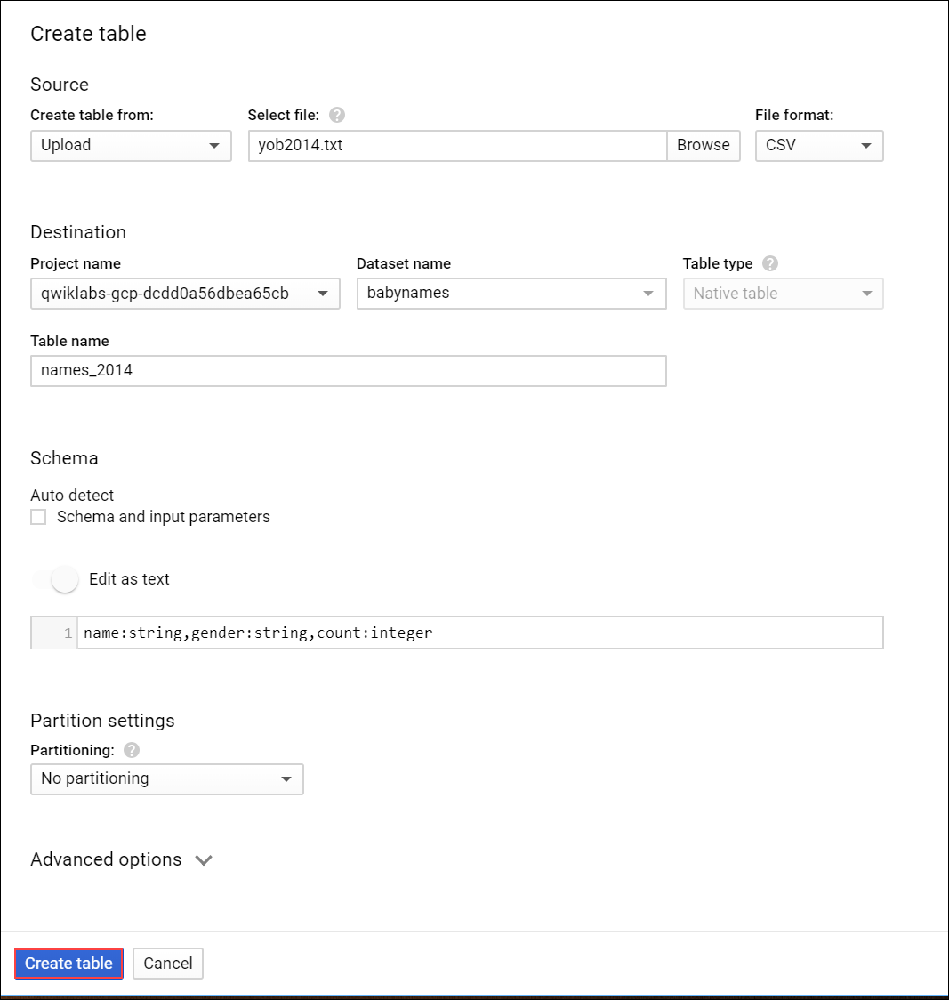 Create table
Source
Create table from: Select file: ? File format:
Upload yob2014.txt Browse CSV
Destination
Project name Dataset name Table type ?
qwiklabs-gcp-dcdd0a56dbea65cb babynames Native table
Table name
names_2014
Schema
Auto detect
Schema and input parameters
Edit as text
1 name:string,gender:string,count:integer
Partition settings
Partitioning: ?
No partitioning
Advanced options
Create table Cancel